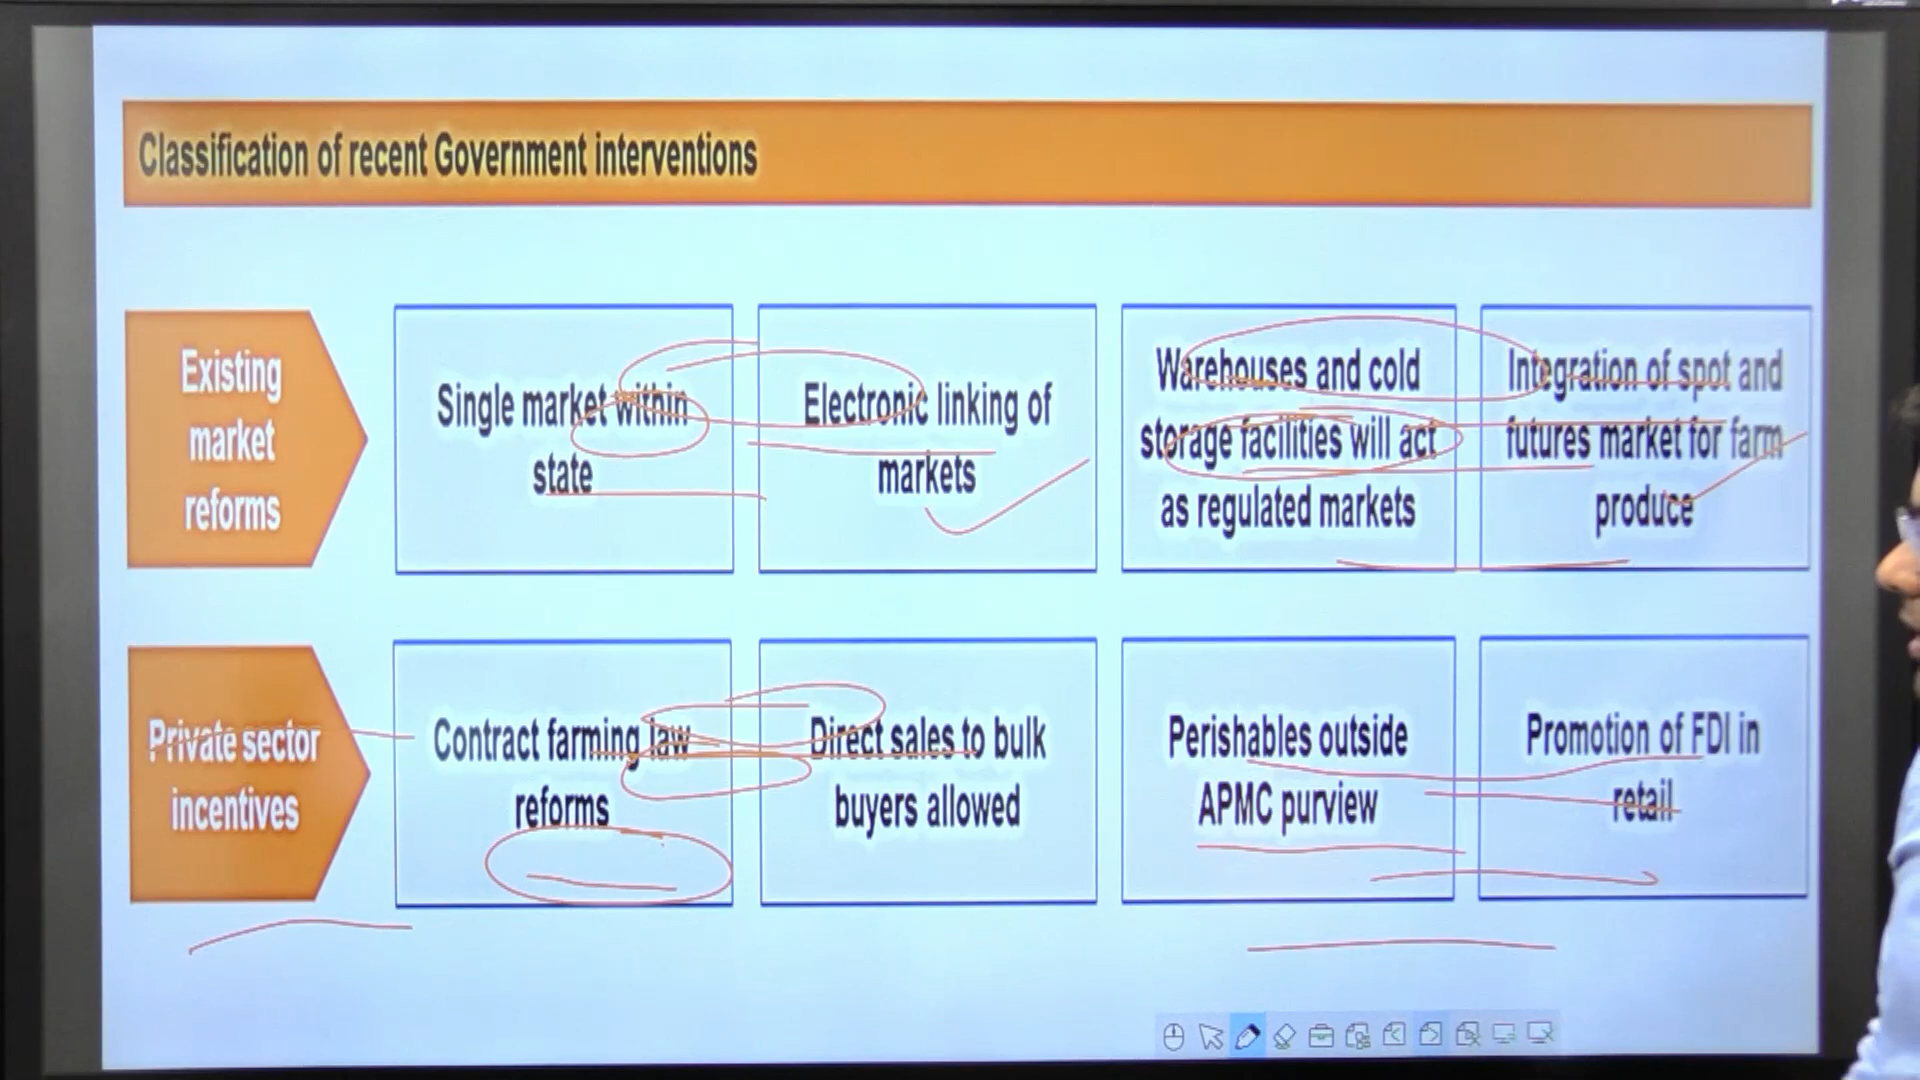 Classification of recent Government interventions
Existing
market
reforms
Single market within
state
Electronic linking of
markets
Warehouses and cold
storage facilities will act
as regulated markets
Integration of spot and
futures market for farm
produce
Private sector
incentives
Contract farming law
reforms
Direct sales to bulk
buyers allowed
Perishables outside
APMC purview
Promotion of FDI in
retail